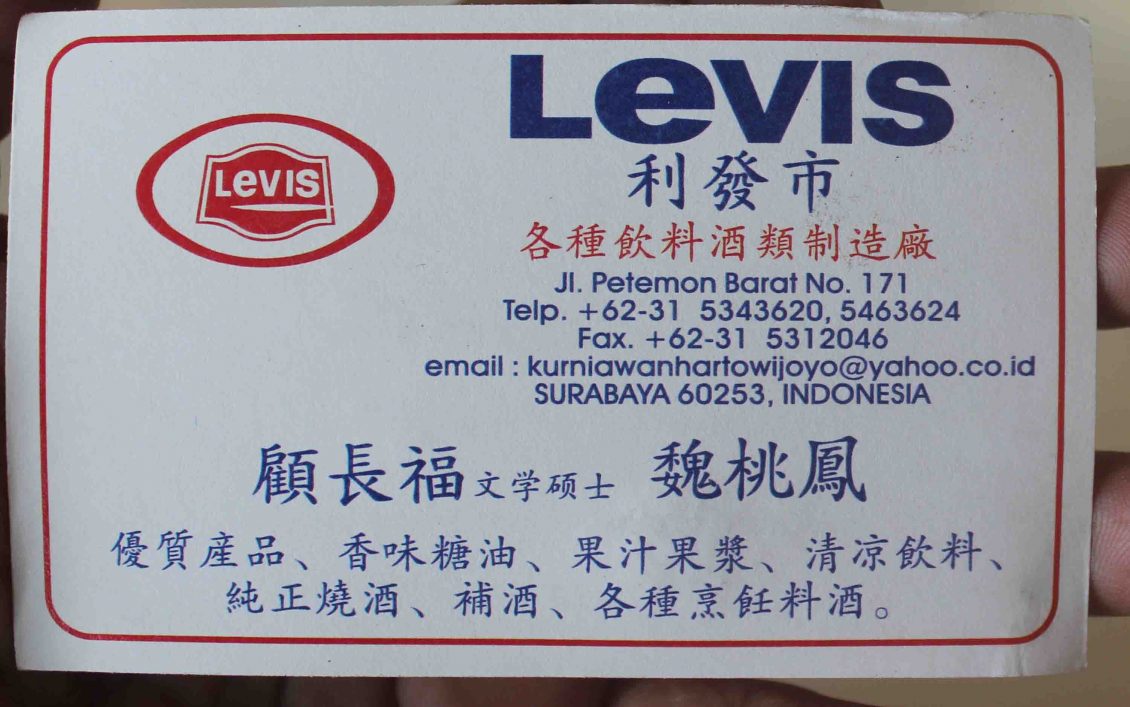 LeVIS
LeVIS
利發市
各種飲料酒類制造廠
Jl. Petemon Barat No. 171
Telp. +62-31 5343620, 5463624
Fax. +62-31 5312046
email : kurniawanhartowijoyo@yahoo.co.id
SURABAYA 60253, INDONESIA
顧長福 文学硕士 魏桃鳳
優質產品、香味糖油、果汁果漿、清凉飲料、
純正燒酒、補酒、各種烹飪料酒。